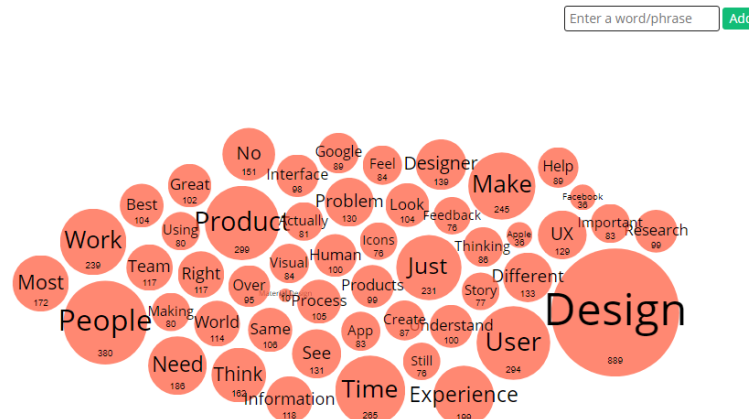 Enter a word/phrase
Add
No
161
Google
89
Interface
98
Feel
84
Designer
139
Make
245
Help
89
Facebook
36
Great
102
Best
104
Problem
130
Look
104
Feedback
76
Product
299
Actually
81
Using
80
Work
239
Icons
76
Thinking
86
Apple
36
UX
129
Important
83
Research
99
Most
172
Team
117
Right
117
Visual
84
Human
100
Just
231
Over
95
Process
105
Products
99
Story
77
Different
133
Design
889
People
380
Making
80
World
114
Same
106
App
83
Create
87
Understand
100
User
294
Need
186
Think
See
131
Still
76
Information
118
Time
265
Experience
199